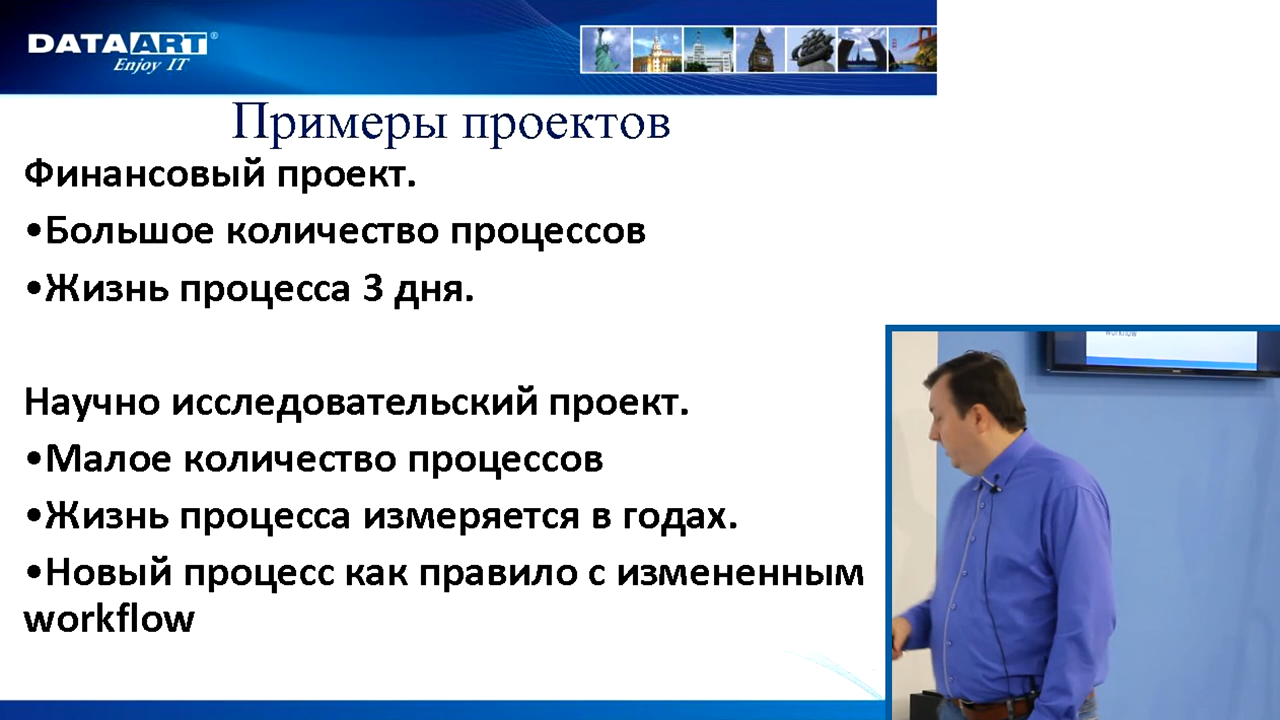 DATAART®
Enjoy IT
Примеры проектов
Финансовый проект.
•Большое количество процессов
•Жизнь процесса 3 дня.
Научно исследовательский проект.
•Малое количество процессов
•Жизнь процесса измеряется в годах.
•Новый процесс как правило с измененным
workflow
workflow